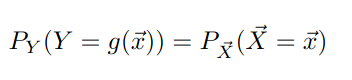 $P_Y(Y = g(\vec{x})) = P_{\vec{X}}(\vec{X} = \vec{x})$